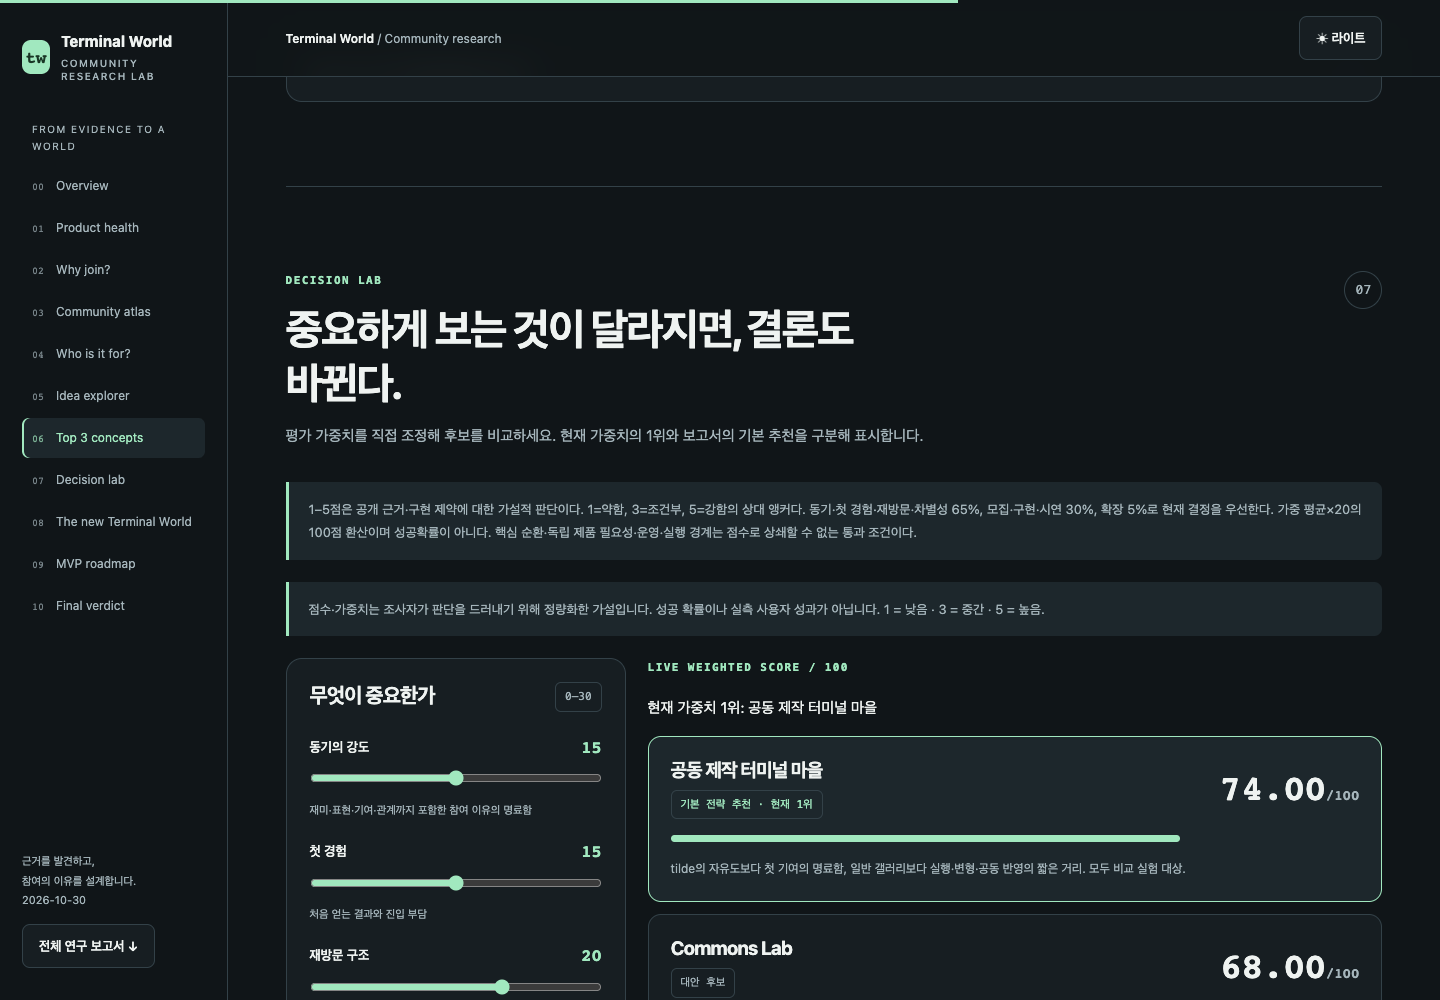 tw
Terminal World
COMMUNITY
RESEARCH LAB
FROM EVIDENCE TO A
WORLD
00 Overview
01 Product health
02 Why join?
03 Community atlas
04 Who is it for?
05 Idea explorer
06 Top 3 concepts
07 Decision lab
08 The new Terminal World
09 MVP roadmap
10 Final verdict
근거를 발견하고,
참여의 이유를 설계합니다.
2026-10-30
전체 연구 보고서 ↓
Terminal World / Community research
☀ 라이트
DECISION LAB
07
중요하게 보는 것이 달라지면, 결론도
바뀐다.
평가 가중치를 직접 조정해 후보를 비교하세요. 현재 가중치의 1위와 보고서의 기본 추천을 구분해 표시합니다.
1–5점은 공개 근거·구현 제약에 대한 가설적 판단이다. 1=약함, 3=조건부, 5=강함의 상대 앵커다. 동기·첫 경험·재방문·차별성 65%, 모집·구현·시연 30%, 확장 5%로 현재 결정을 우선한다. 가중 평균×20의
100점 환산이며 성공확률이 아니다. 핵심 순환·독립 제품 필요성·운영·실행 경계는 점수로 상쇄할 수 없는 통과 조건이다.
점수·가중치는 조사자가 판단을 드러내기 위해 정량화한 가설입니다. 성공 확률이나 실측 사용자 성과가 아닙니다. 1 = 낮음 · 3 = 중간 · 5 = 높음.
무엇이 중요한가
0–30
동기의 강도 15
재미·표현·기여·관계까지 포함한 참여 이유의 명료함
첫 경험 15
처음 얻는 결과와 진입 부담
재방문 구조 20
LIVE WEIGHTED SCORE / 100
현재 가중치 1위: 공동 제작 터미널 마을
공동 제작 터미널 마을
기본 전략 추천 · 현재 1위
74.00/100
tilde의 자유도보다 첫 기여의 명료함, 일반 갤러리보다 실행·변형·공동 반영의 짧은 거리. 모두 비교 실험 대상.
Commons Lab
대안 후보
68.00/100